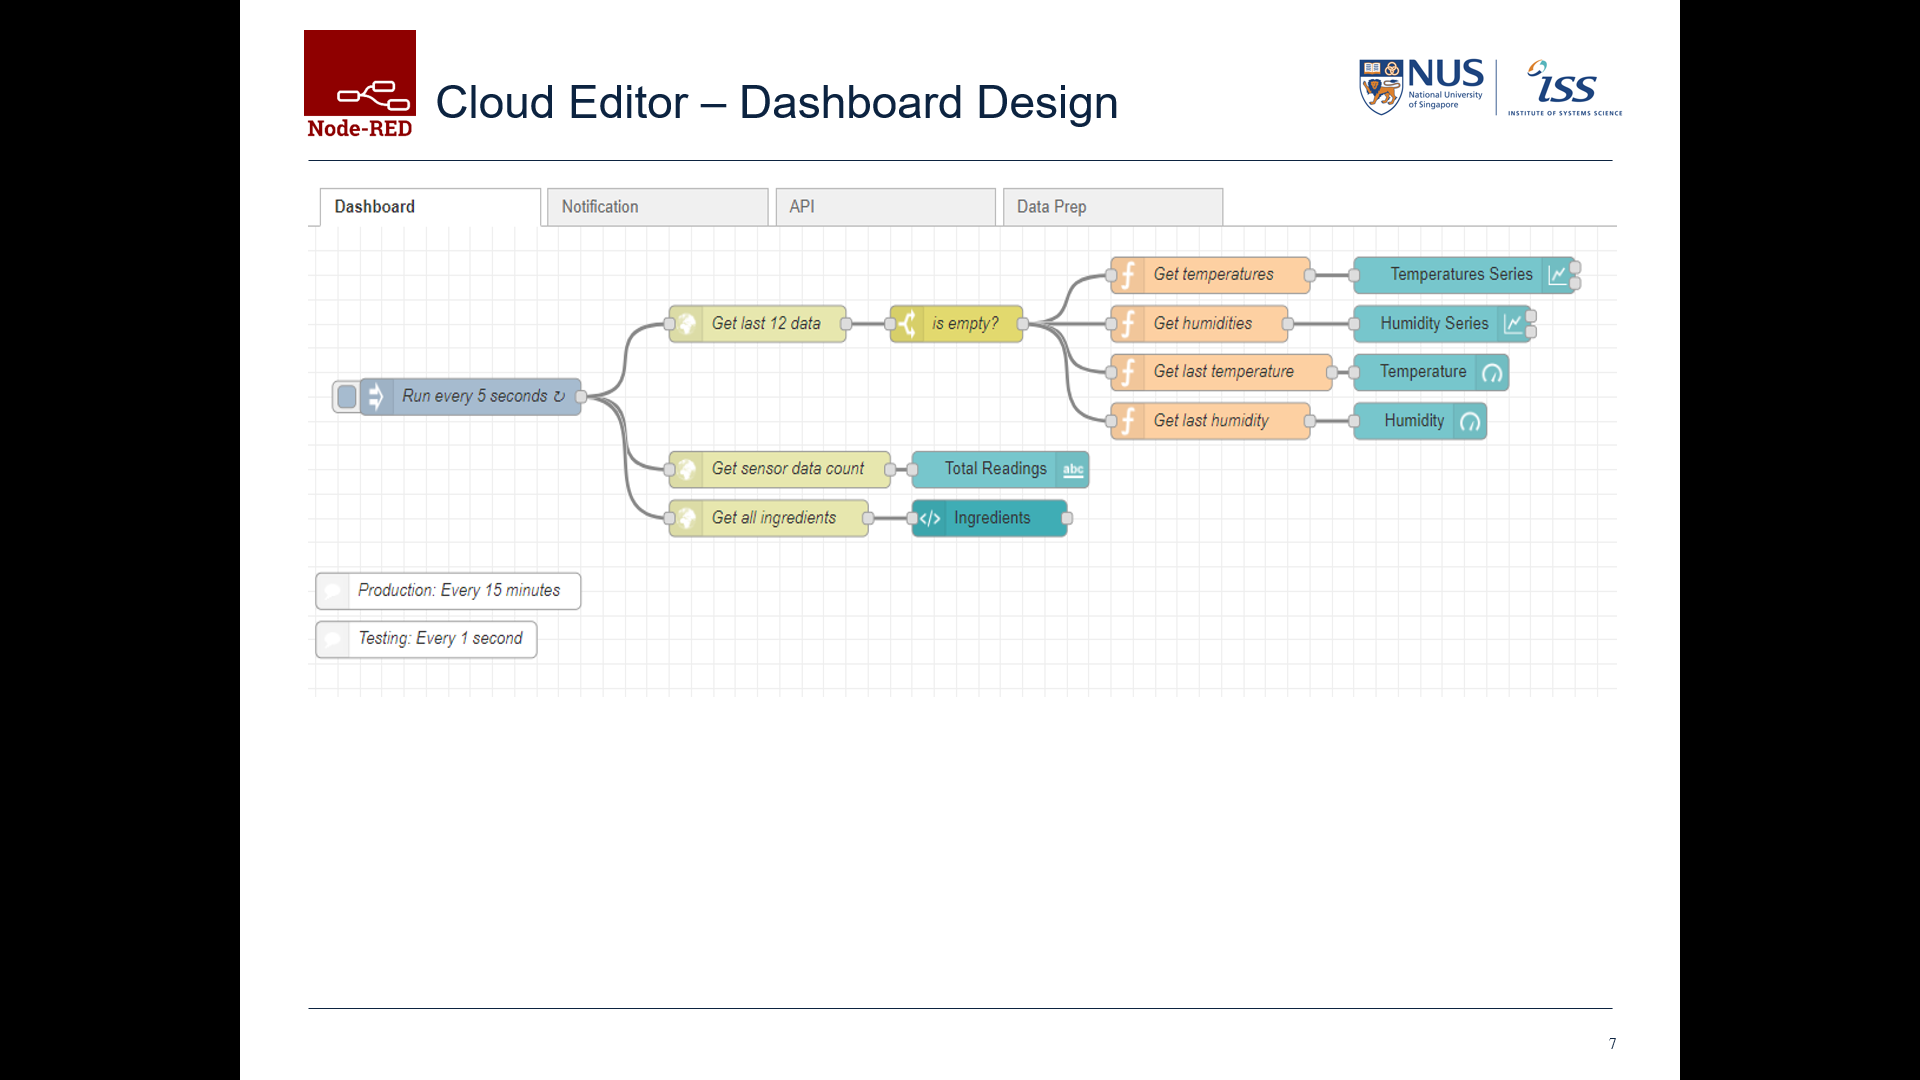 Node-RED
Cloud Editor – Dashboard Design
NUS
National University
of Singapore
iss
INSTITUTE OF SYSTEMS SCIENCE
Dashboard
Notification
API
Data Prep
Get temperatures
Temperatures Series
Get last 12 data
is empty?
Get humidities
Humidity Series
Get last temperature
Temperature
Run every 5 seconds ↻
Get last humidity
Humidity
Get sensor data count
Total Readings
abc
Get all ingredients
</>
Ingredients
Production: Every 15 minutes
Testing: Every 1 second
7